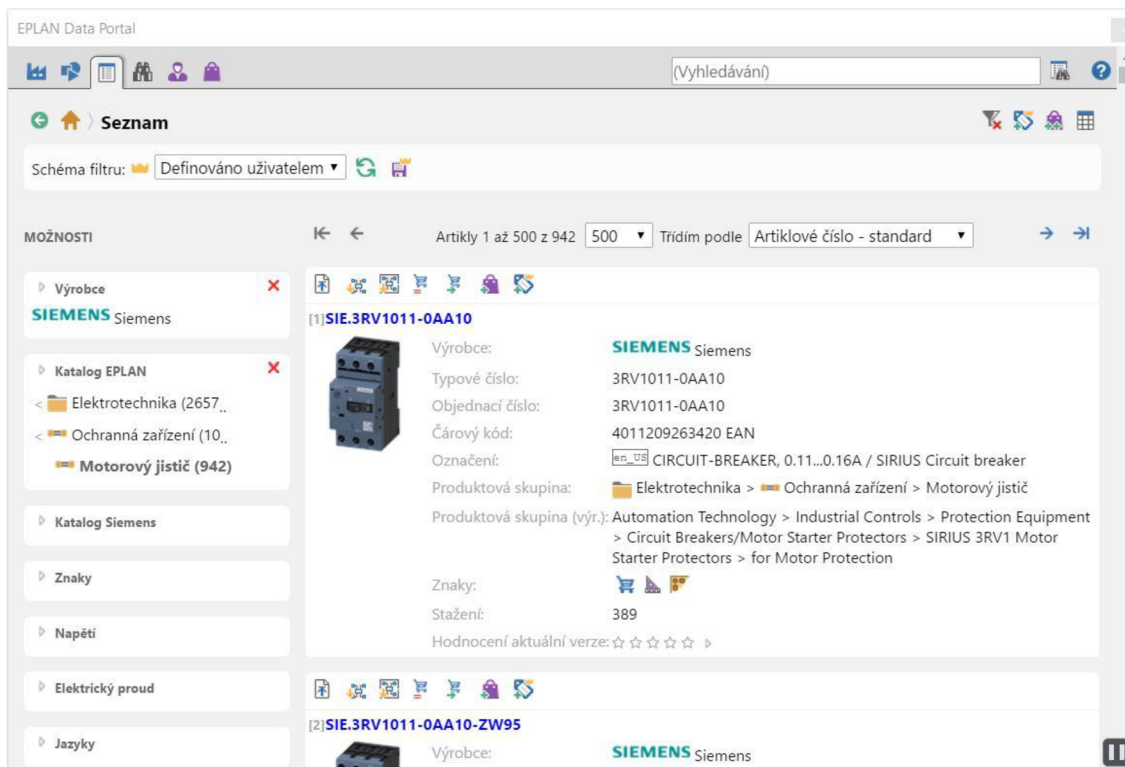 EPLAN Data Portal
(Vyhledávání)
Seznam
Schéma filtru: Definováno uživatelem
MOŽNOSTI
Artikly 1 až 500 z 942 500 Třídím podle Artiklové číslo - standard
Výrobce
SIEMENS Siemens
Katalog EPLAN
< Elektrotechnika (2657..
< Ochranná zařízení (10..
Motorový jistič (942)
Katalog Siemens
Znaky
Napětí
Elektrický proud
Jazyky
[1]SIE.3RV1011-0AA10
Výrobce: SIEMENS Siemens
Typové číslo: 3RV1011-0AA10
Objednací číslo: 3RV1011-0AA10
Čárový kód: 4011209263420 EAN
Označení: en_US CIRCUIT-BREAKER, 0.11...0.16A / SIRIUS Circuit breaker
Produktová skupina: Elektrotechnika > Ochranná zařízení > Motorový jistič
Produktová skupina (výr.): Automation Technology > Industrial Controls > Protection Equipment
> Circuit Breakers/Motor Starter Protectors > SIRIUS 3RV1 Motor
Starter Protectors > for Motor Protection
Znaky:
Stažení: 389
Hodnocení aktuální verze:
[2]SIE.3RV1011-0AA10-ZW95
Výrobce: SIEMENS Siemens